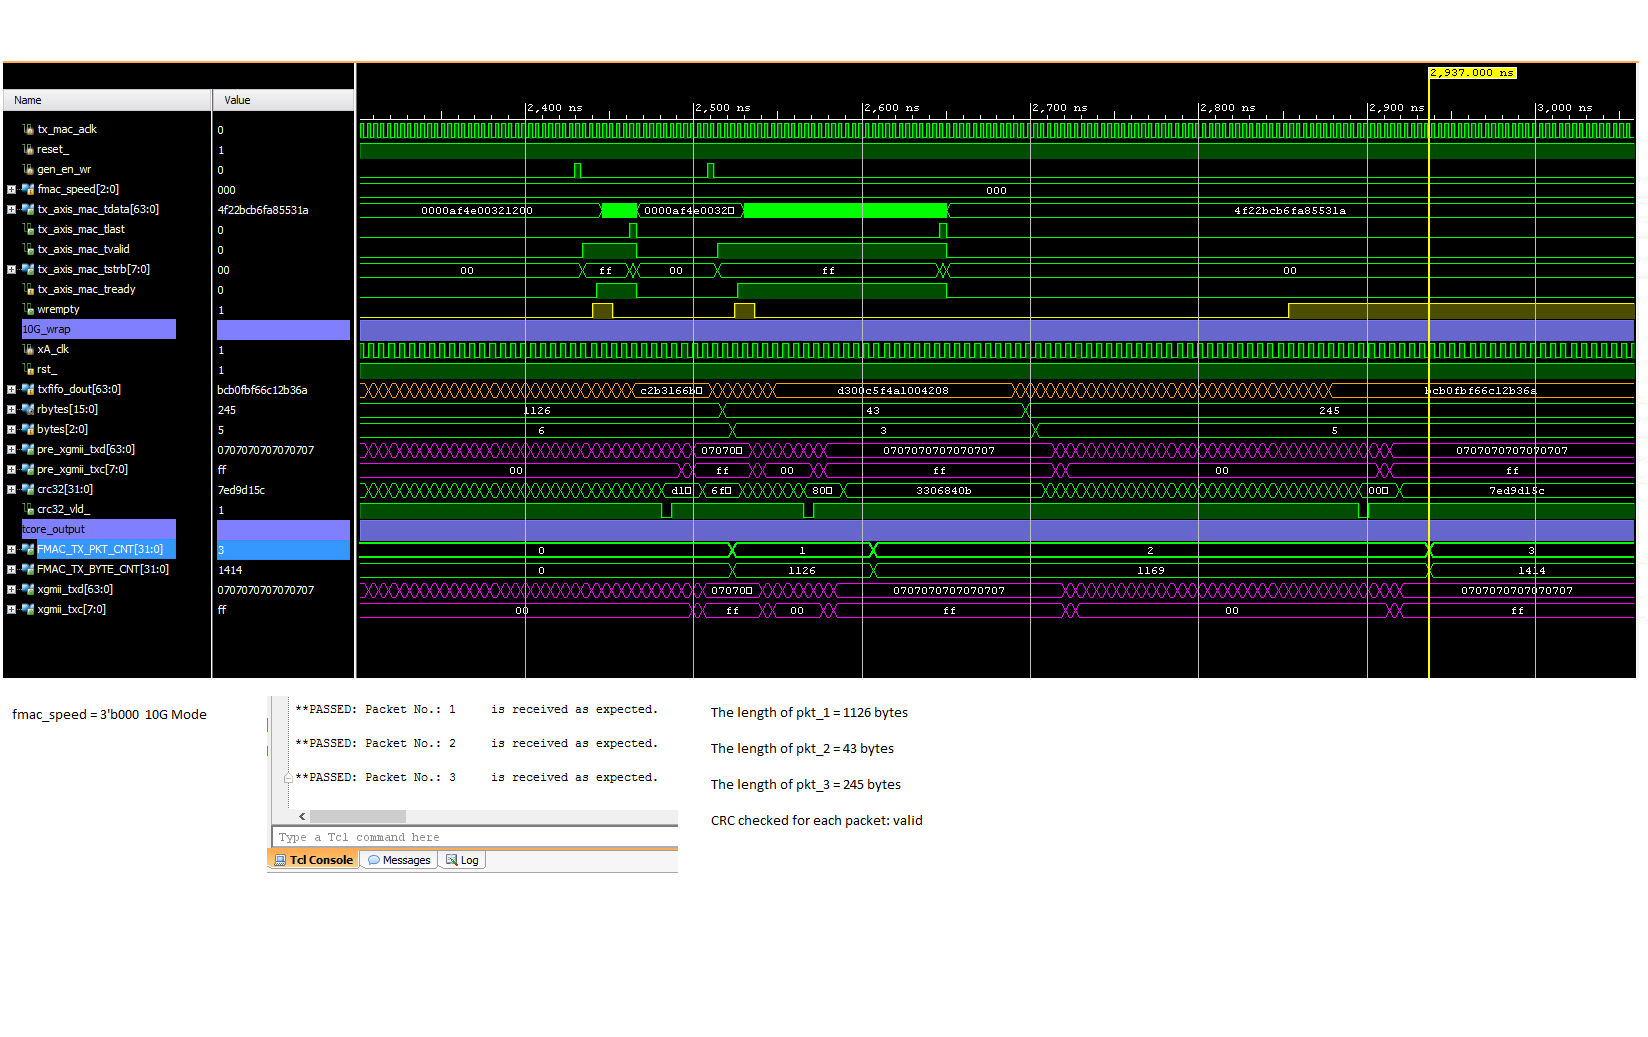 2,937.000 ns
Name Value
2,400 ns 2,500 ns 2,600 ns 2,700 ns 2,800 ns 2,900 ns 3,000 ns
tx_mac_aclk 0
reset_ 1
gen_en_wr 0
fmac_speed[2:0] 000 000
tx_axis_mac_tdata[63:0] 4f22bcb6fa85531a 0000af4e00321200 0000af4e0032 4f22bcb6fa85531a
tx_axis_mac_tlast 0
tx_axis_mac_tvalid 0
tx_axis_mac_tstrb[7:0] 00 00 ff 00 ff 00
tx_axis_mac_tready 0
wrempty 1
10G_wrap
xA_clk 1
rst_ 1
txfifo_dout[63:0] bcb0fbf66c12b36a c2b3166b d300c5f4a1004208 bcb0fbf66c12b36a
rbytes[15:0] 245 1126 43 245
bytes[2:0] 5 6 3 5
pre_xgmii_txd[63:0] 0707070707070707 07070 0707070707070707 0707070707070707
pre_xgmii_txc[7:0] ff 00 ff 00 ff 00 ff
crc32[31:0] 7ed9d15c d1 6f 80 3306840b 00 7ed9d15c
crc32_vld_ 1
tcore_output
FMAC_TX_PKT_CNT[31:0] 3 0 1 2 3
FMAC_TX_BYTE_CNT[31:0] 1414 0 1126 1169 1414
xgmii_txd[63:0] 0707070707070707 07070 0707070707070707 0707070707070707
xgmii_txc[7:0] ff 00 ff 00 ff 00 ff
fmac_speed = 3'b000 10G Mode
**PASSED: Packet No.: 1 is received as expected.
**PASSED: Packet No.: 2 is received as expected.
**PASSED: Packet No.: 3 is received as expected.
Type a Tcl command here
Tcl Console Messages Log
The length of pkt_1 = 1126 bytes
The length of pkt_2 = 43 bytes
The length of pkt_3 = 245 bytes
CRC checked for each packet: valid